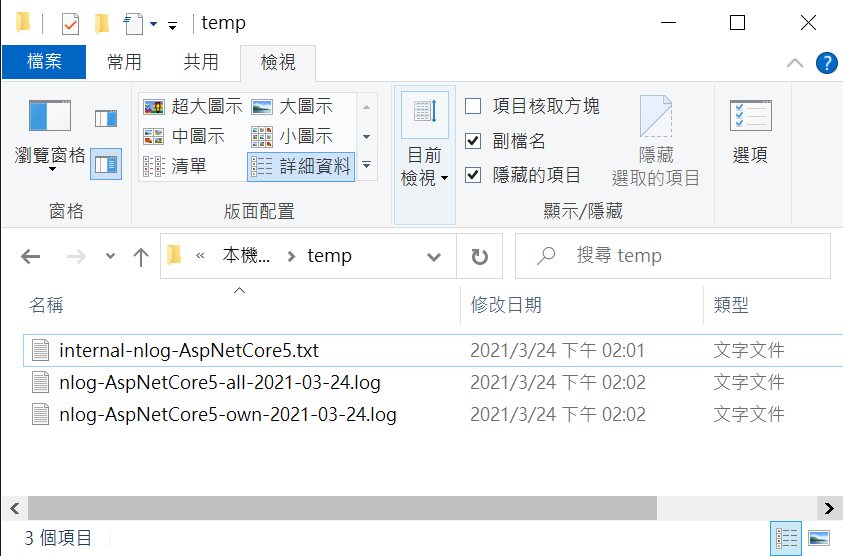 temp
檔案 常用 共用 檢視
超大圖示 大圖示
中圖示 小圖示
清單 詳細資料
瀏覽窗格
目前
檢視
項目核取方塊
副檔名
隱藏的項目
隱藏
選取的項目
選項
窗格 版面配置 顯示/隱藏
« 本機... temp 搜尋 temp
名稱 修改日期 類型
internal-nlog-AspNetCore5.txt 2021/3/24 下午 02:01 文字文件
nlog-AspNetCore5-all-2021-03-24.log 2021/3/24 下午 02:02 文字文件
nlog-AspNetCore5-own-2021-03-24.log 2021/3/24 下午 02:02 文字文件
3 個項目